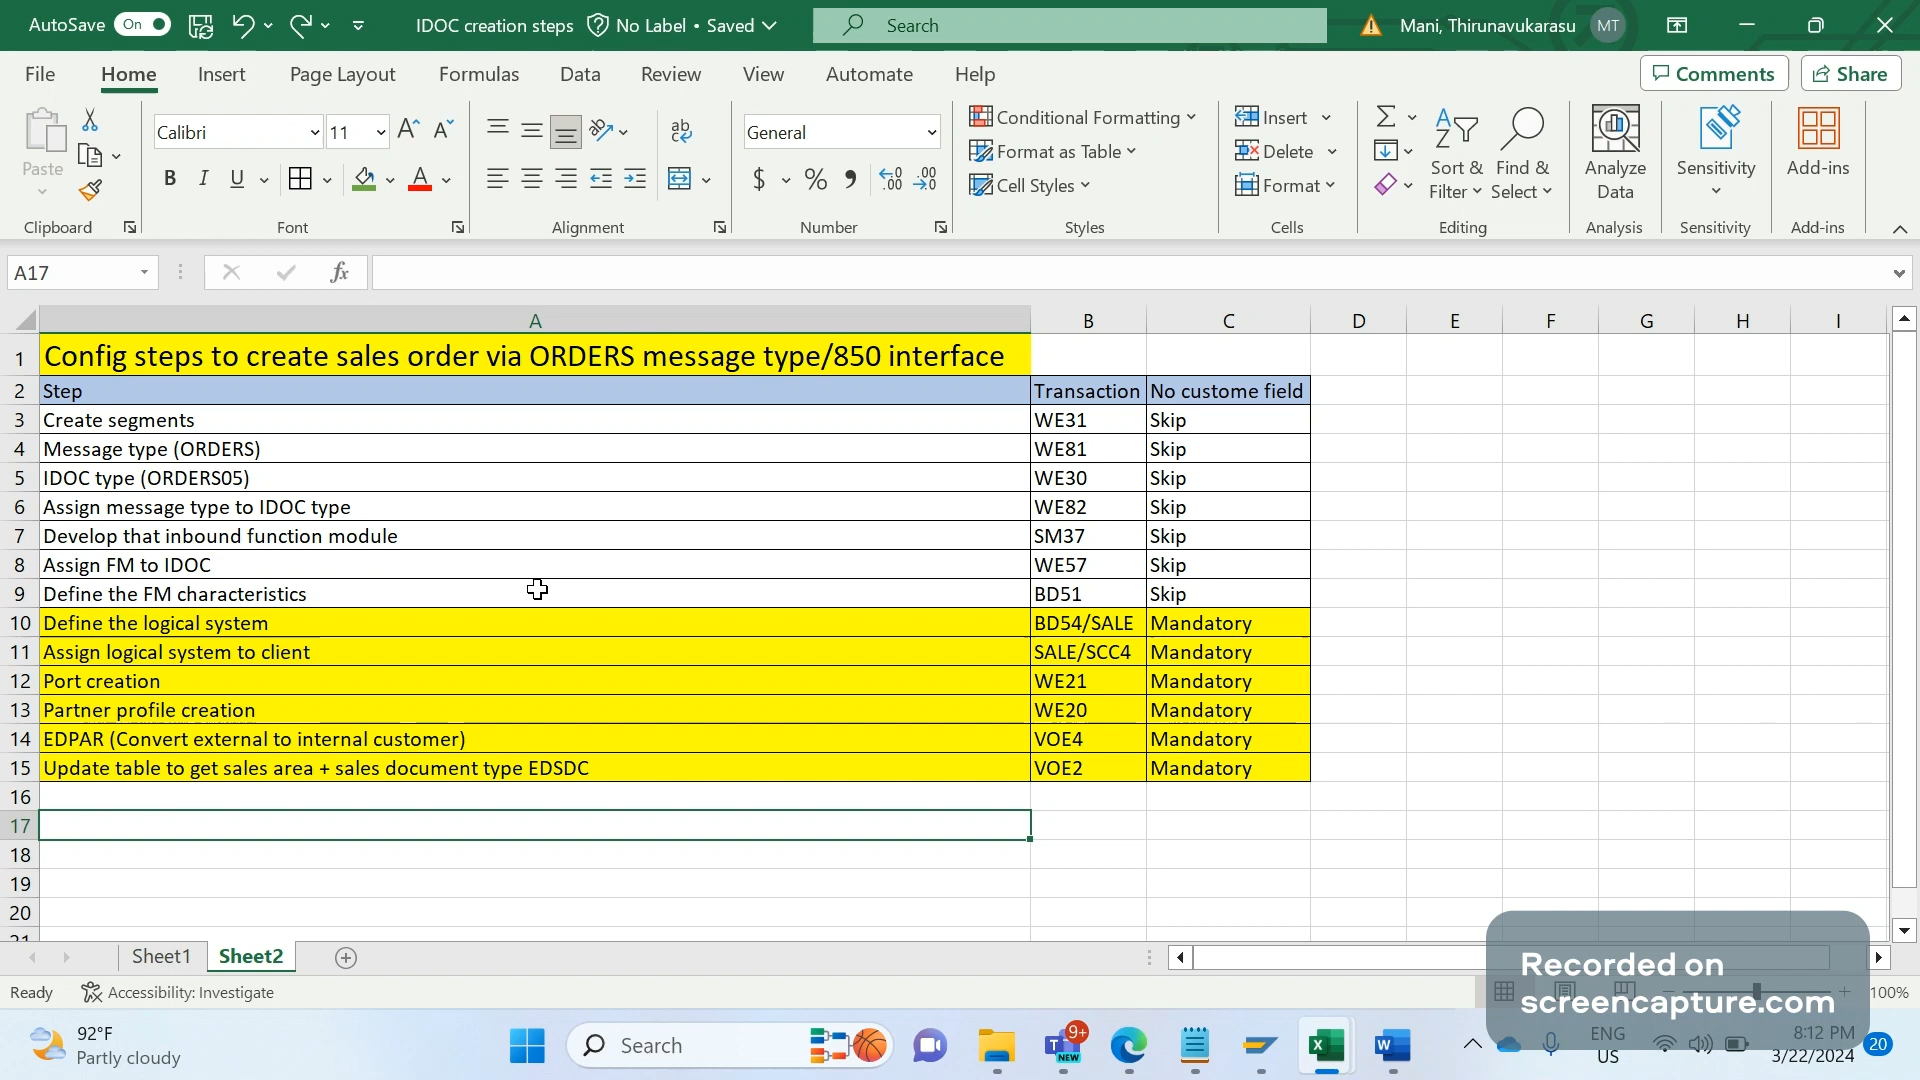 AutoSave On IDOC creation steps No Label • Saved Search Mani, Thirunavukarasu MT
File Home Insert Page Layout Formulas Data Review View Automate Help Comments Share
Paste Calibri 11 General Conditional Formatting Format as Table Cell Styles Insert Delete Format Sort & Filter Find & Select Analyze Data Sensitivity Add-ins
Clipboard Font Alignment Number Styles Cells Editing Analysis Sensitivity Add-ins
A17 fx
A B C D E F G H I
1 Config steps to create sales order via ORDERS message type/850 interface
2 Step Transaction No custome field
3 Create segments WE31 Skip
4 Message type (ORDERS) WE81 Skip
5 IDOC type (ORDERS05) WE30 Skip
6 Assign message type to IDOC type WE82 Skip
7 Develop that inbound function module SM37 Skip
8 Assign FM to IDOC WE57 Skip
9 Define the FM characteristics BD51 Skip
10 Define the logical system BD54/SALE Mandatory
11 Assign logical system to client SALE/SCC4 Mandatory
12 Port creation WE21 Mandatory
13 Partner profile creation WE20 Mandatory
14 EDPAR (Convert external to internal customer) VOE4 Mandatory
15 Update table to get sales area + sales document type EDSDC VOE2 Mandatory
16
17
18
19
20
21
Sheet1 Sheet2
Recorded on
screencapture.com
Ready Accessibility: Investigate 100%
92°F
Partly cloudy
Search
9+
NEW
ENG
US
8:12 PM
3/22/2024
20